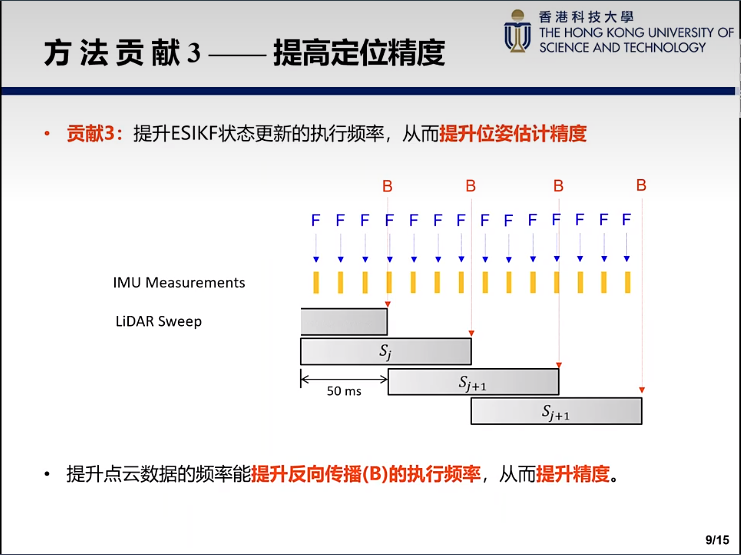 香港科技大學
THE HONG KONG UNIVERSITY OF
SCIENCE AND TECHNOLOGY
方法贡献 3 —— 提高定位精度
• 贡献3：提升ESIKF状态更新的执行频率，从而提升位姿估计精度
B B B B
F F F F F F F F F F F F F F
IMU Measurements
LiDAR Sweep
Sj
50 ms
Sj+1
Sj+1
• 提升点云数据的频率能提升反向传播(B)的执行频率，从而提升精度。
9/15